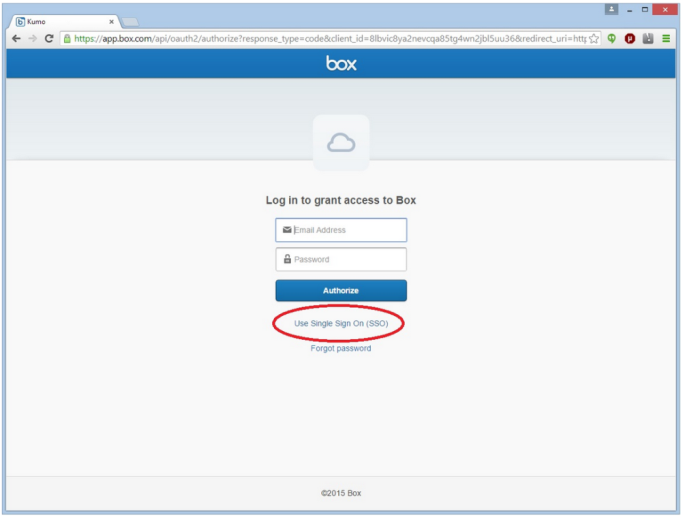 Kumo
https://app.box.com/api/oauth2/authorize?response_type=code&client_id=8lbvic8ya2nevcqa85tg4wn2jbl5uu36&redirect_uri=http
box
Log in to grant access to Box
Email Address
Password
Authorize
Use Single Sign On (SSO)
Forgot password
©2015 Box